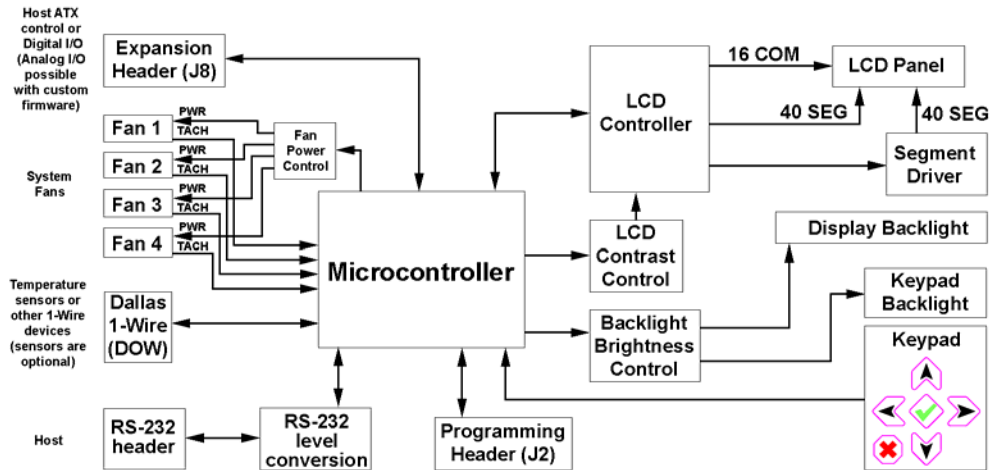 Host ATX
control or
Digital I/O
(Analog I/O
possible
with custom
firmware)
Expansion
Header (J8)
System
Fans
Fan 1
PWR
TACH
Fan 2
PWR
TACH
Fan 3
PWR
TACH
Fan 4
PWR
TACH
Fan
Power
Control
Temperature
sensors or
other 1-Wire
devices
(sensors are
optional)
Dallas
1-Wire
(DOW)
Host
RS-232
header
RS-232
level
conversion
Microcontroller
Programming
Header (J2)
LCD
Controller
16 COM
40 SEG
LCD Panel
40 SEG
Segment
Driver
LCD
Contrast
Control
Backlight
Brightness
Control
Display Backlight
Keypad
Backlight
Keypad